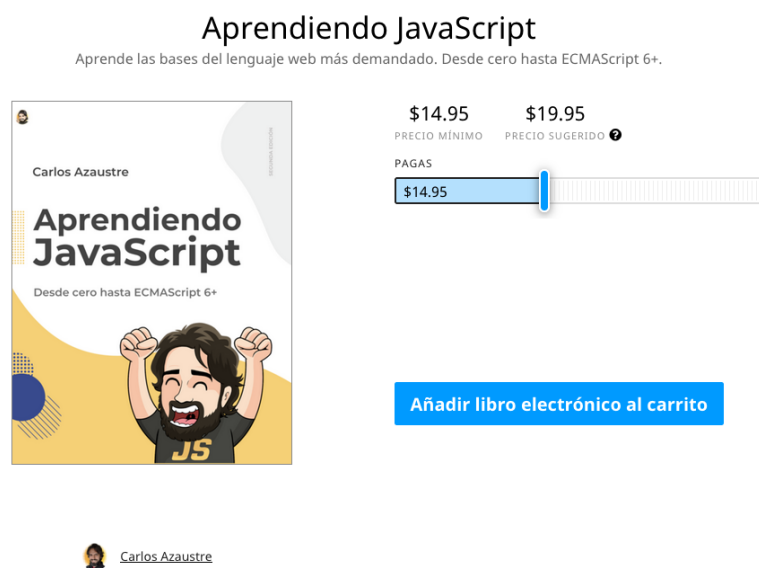 Aprendiendo JavaScript
Aprende las bases del lenguaje web más demandado. Desde cero hasta ECMAScript 6+.
SEGUNDA EDICIÓN
Carlos Azaustre
Aprendiendo
JavaScript
Desde cero hasta ECMAScript 6+
JS
$14.95
$19.95
PRECIO MÍNIMO
PRECIO SUGERIDO ?
PAGAS
$14.95
Añadir libro electrónico al carrito
Carlos Azaustre